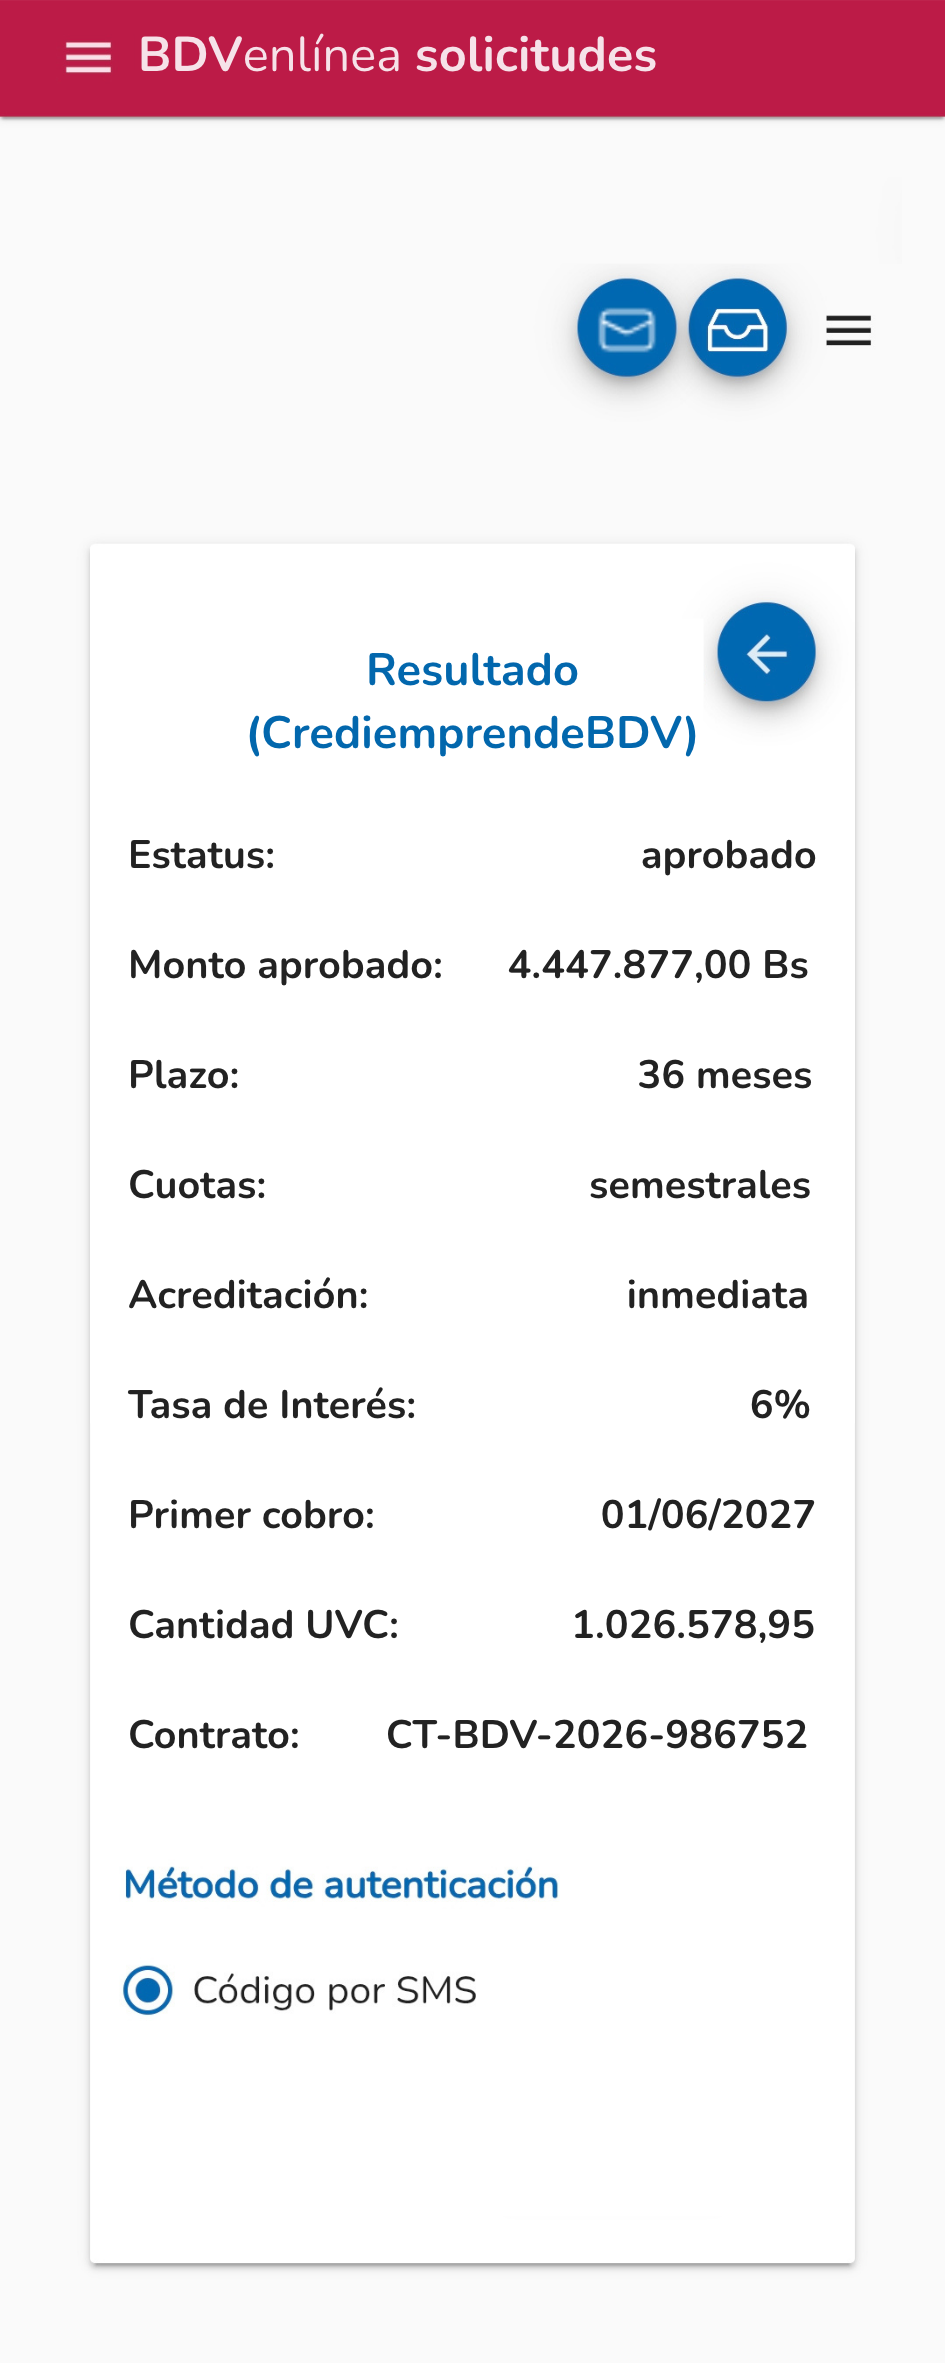 BDVenlínea solicitudes
Resultado
(CrediemprendeBDV)
Estatus: aprobado
Monto aprobado: 4.447.877,00 Bs
Plazo: 36 meses
Cuotas: semestrales
Acreditación: inmediata
Tasa de Interés: 6%
Primer cobro: 01/06/2027
Cantidad UVC: 1.026.578,95
Contrato: CT-BDV-2026-986752
Método de autenticación
Código por SMS